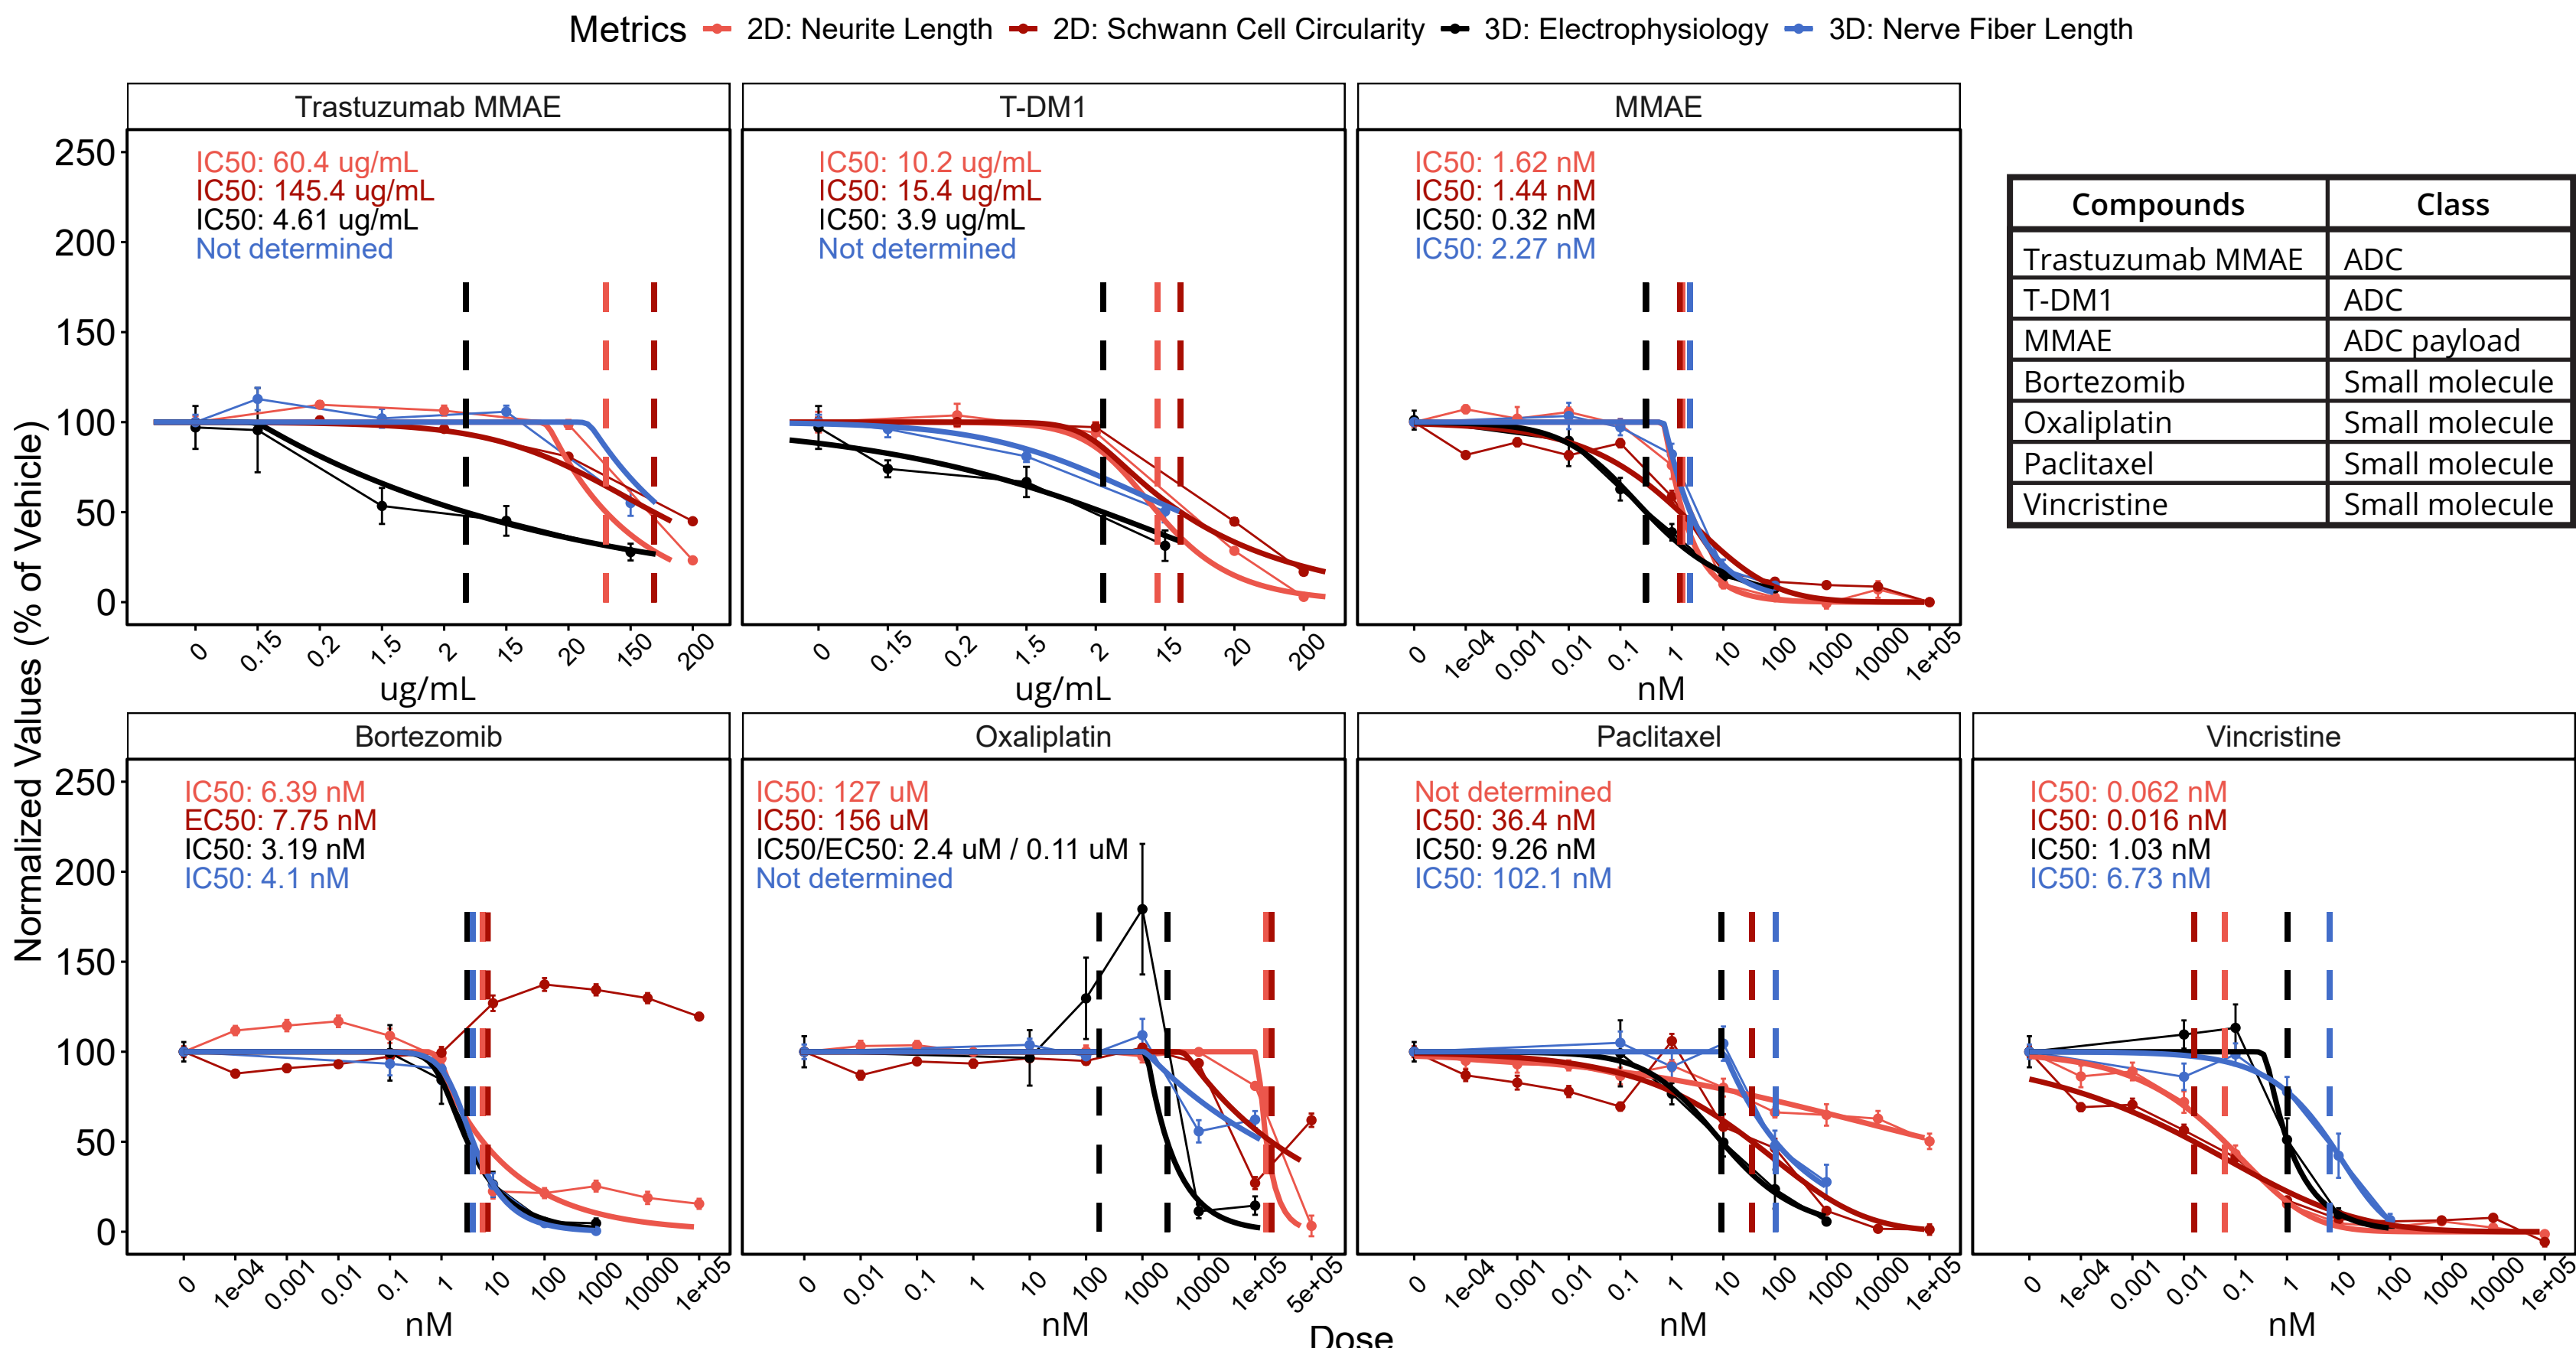 Metrics 2D: Neurite Length 2D: Schwann Cell Circularity 3D: Electrophysiology 3D: Nerve Fiber Length
Normalized Values (% of Vehicle)
Trastuzumab MMAE
IC50: 60.4 ug/mL
IC50: 145.4 ug/mL
IC50: 4.61 ug/mL
Not determined
250
200
150
100
50
0
0 0.15 0.2 1.5 2 15 20 150 200
ug/mL
T-DM1
IC50: 10.2 ug/mL
IC50: 15.4 ug/mL
IC50: 3.9 ug/mL
Not determined
0 0.15 0.2 1.5 2 15 20 200
ug/mL
MMAE
IC50: 1.62 nM
IC50: 1.44 nM
IC50: 0.32 nM
IC50: 2.27 nM
0 1e-04 0.001 0.01 0.1 1 10 100 1000 10000 1e+05
nM
Compounds Class
Trastuzumab MMAE ADC
T-DM1 ADC
MMAE ADC payload
Bortezomib Small molecule
Oxaliplatin Small molecule
Paclitaxel Small molecule
Vincristine Small molecule
Bortezomib
IC50: 6.39 nM
EC50: 7.75 nM
IC50: 3.19 nM
IC50: 4.1 nM
250
200
150
100
50
0
0 1e-04 0.001 0.01 0.1 1 10 100 1000 10000 1e+05
nM
Oxaliplatin
IC50: 127 uM
IC50: 156 uM
IC50/EC50: 2.4 uM / 0.11 uM
Not determined
0 0.01 0.1 1 10 100 1000 10000 1e+05 5e+05
nM
Paclitaxel
Not determined
IC50: 36.4 nM
IC50: 9.26 nM
IC50: 102.1 nM
0 1e-04 0.001 0.01 0.1 1 10 100 1000 10000 1e+05
nM
Vincristine
IC50: 0.062 nM
IC50: 0.016 nM
IC50: 1.03 nM
IC50: 6.73 nM
0 1e-04 0.001 0.01 0.1 1 10 100 1000 10000 1e+05
nM
Dose